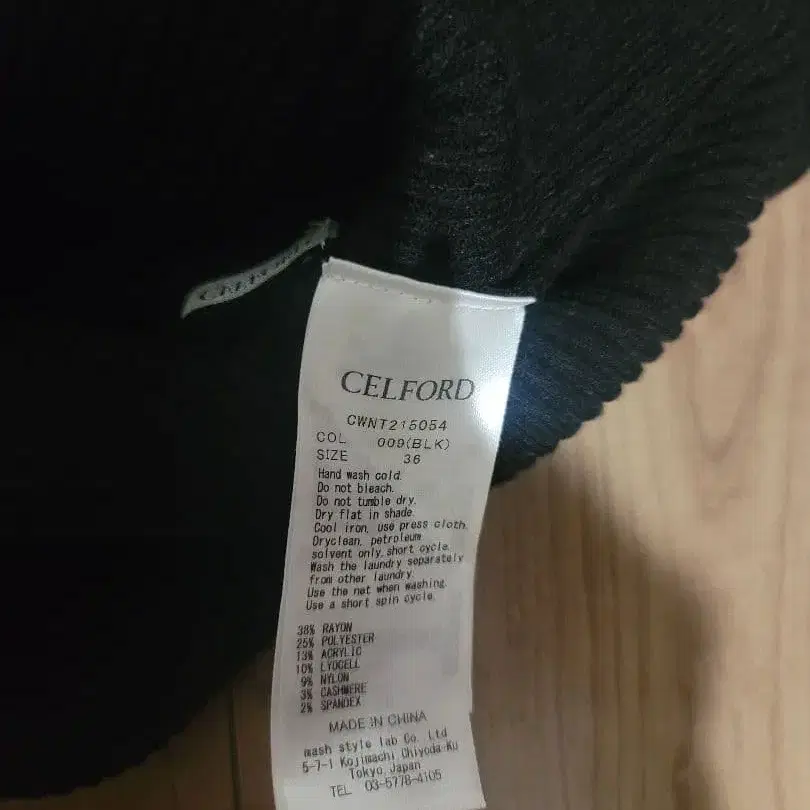 CELFORD
CELFORD
CWNT215054
COL 009(BLK)
SIZE 36
Hand wash cold.
Do not bleach.
Do not tumble dry.
Dry flat in shade.
Cool iron, use press cloth.
Dryclean, petroleum
solvent only, short cycle.
Wash the laundry separately
from other laundry.
Use the net when washing.
Use a short spin cycle.
38% RAYON
25% POLYESTER
13% ACRYLIC
10% LYOCELL
9% NYLON
3% CASHMERE
2% SPANDEX
MADE IN CHINA
mash style lab Co. Ltd
5-7-1 Kojimachi Chiyoda-Ku
Tokyo, Japan
TEL 03-5778-4105